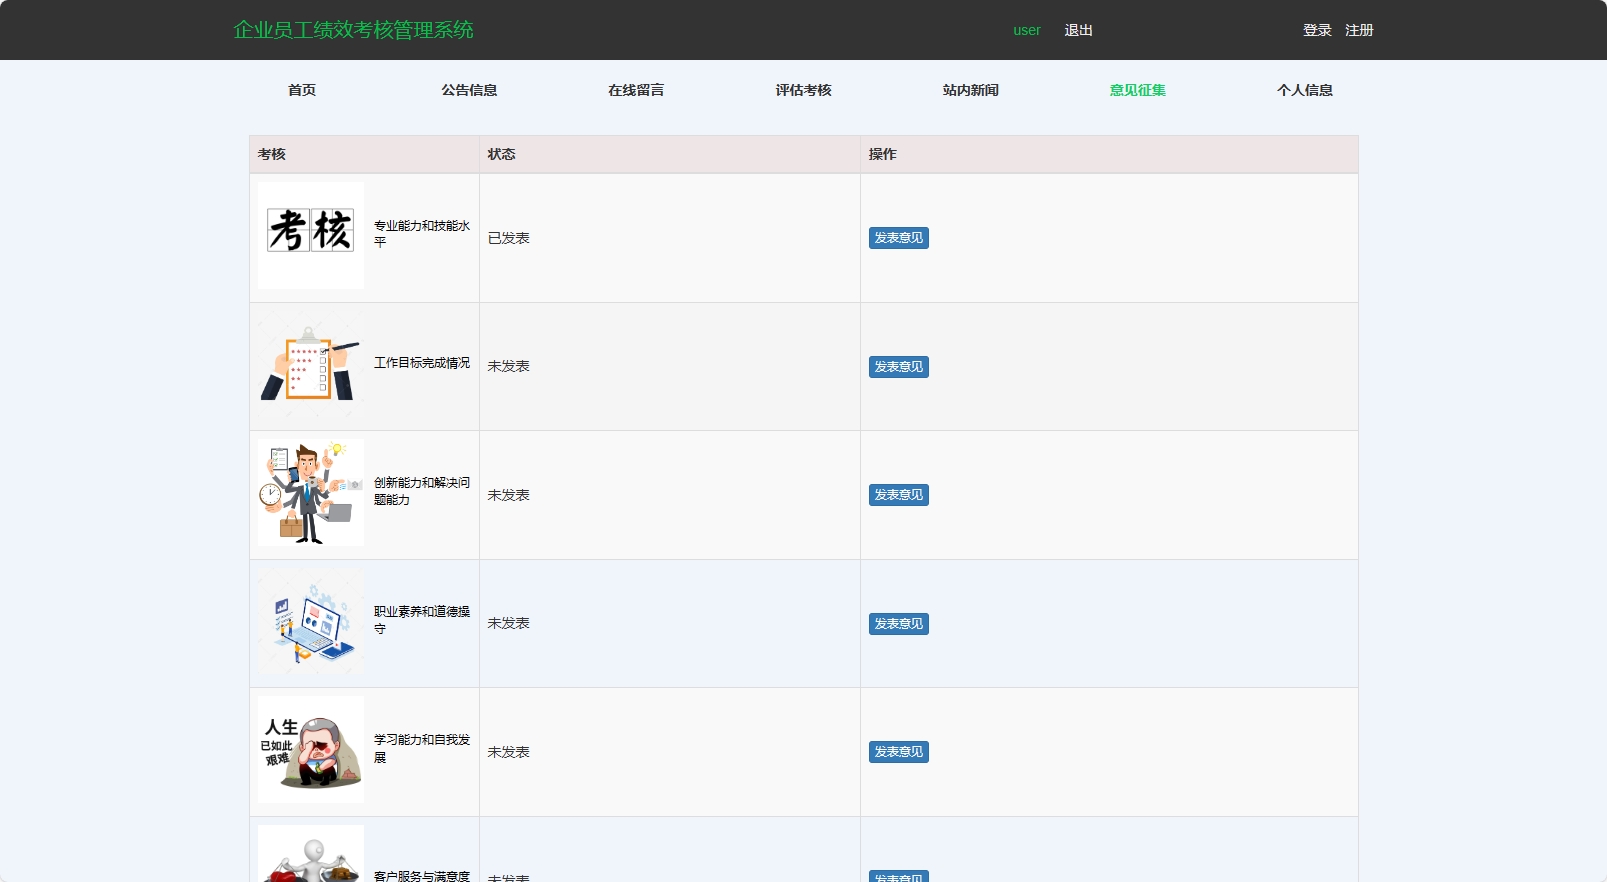 企业员工绩效考核管理系统
user 退出
登录 注册
首页 公告信息 在线留言 评估考核 站内新闻 意见征集 个人信息
考核 状态 操作
考核
专业能力和技能水
平
已发表
发表意见
工作目标完成情况
未发表
发表意见
创新能力和解决问
题能力
未发表
发表意见
职业素养和道德操
守
未发表
发表意见
人生
已如此
艰难
学习能力和自我发
展
未发表
发表意见
客户服务与满意度
未发表
发表意见